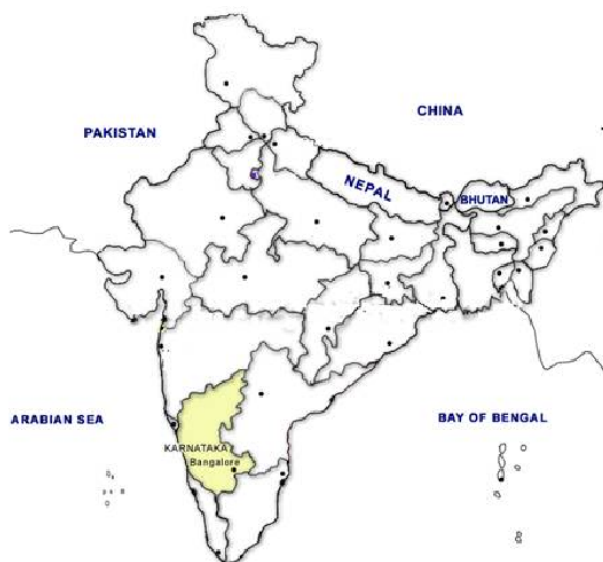 CHINA
PAKISTAN
NEPAL
BHUTAN
ARABIAN SEA
BAY OF BENGAL
KARNATAKA
Bangalore